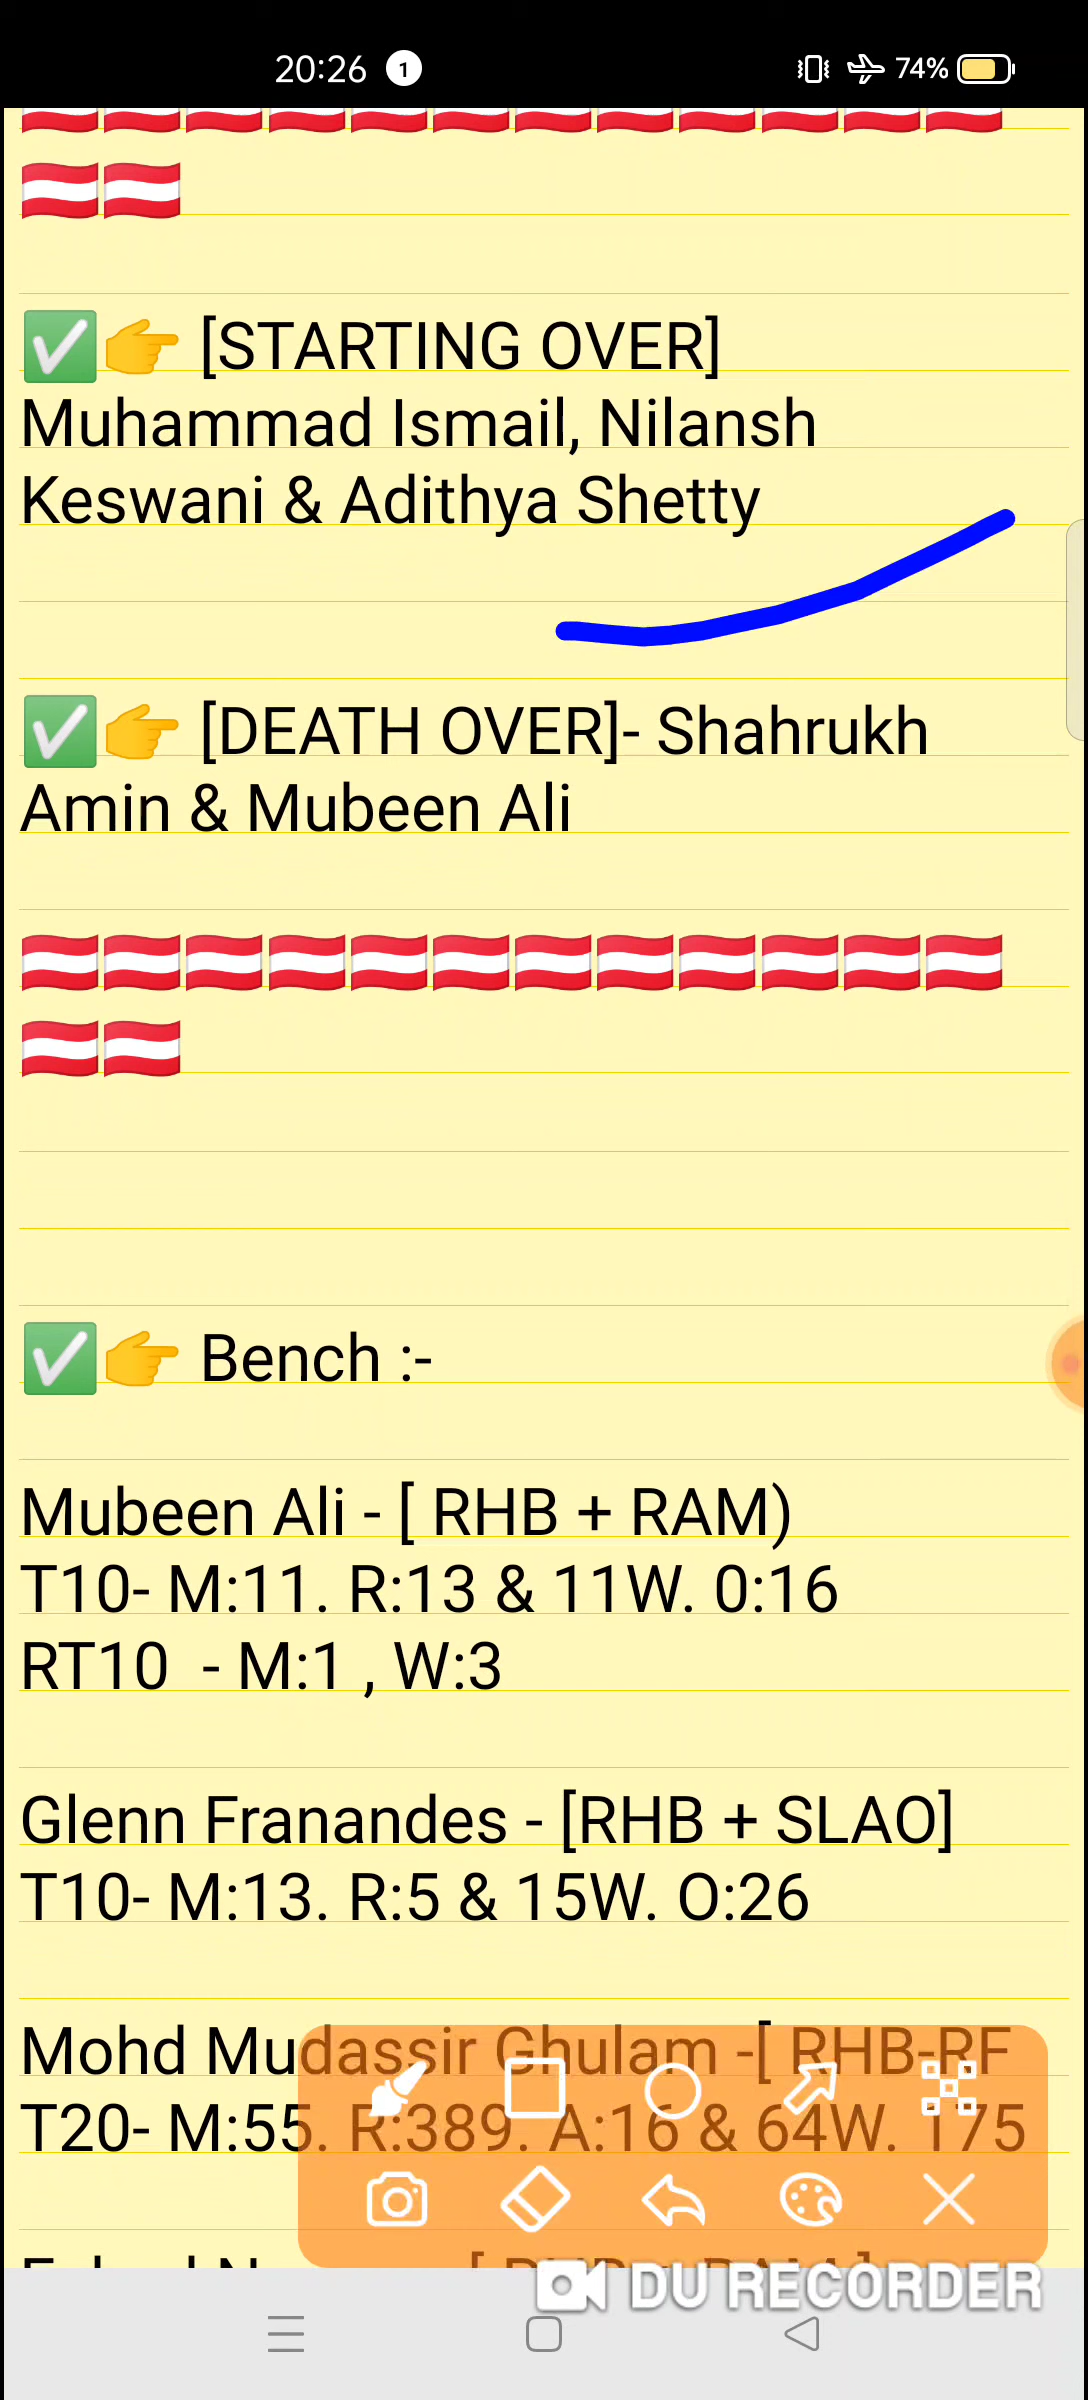 20:26 1 74%
✅👉 [STARTING OVER]
Muhammad Ismail, Nilansh
Keswani & Adithya Shetty
✅👉 [DEATH OVER]- Shahrukh
Amin & Mubeen Ali
✅👉 Bench :-
Mubeen Ali - [ RHB + RAM)
T10- M:11. R:13 & 11W. 0:16
RT10  - M:1 , W:3
Glenn Franandes - [RHB + SLAO]
T10- M:13. R:5 & 15W. O:26
Mohd Mudassir Ghulam -[ RHB-RF
T20- M:55. R:389. A:16 & 64W. 175
DU RECORDER